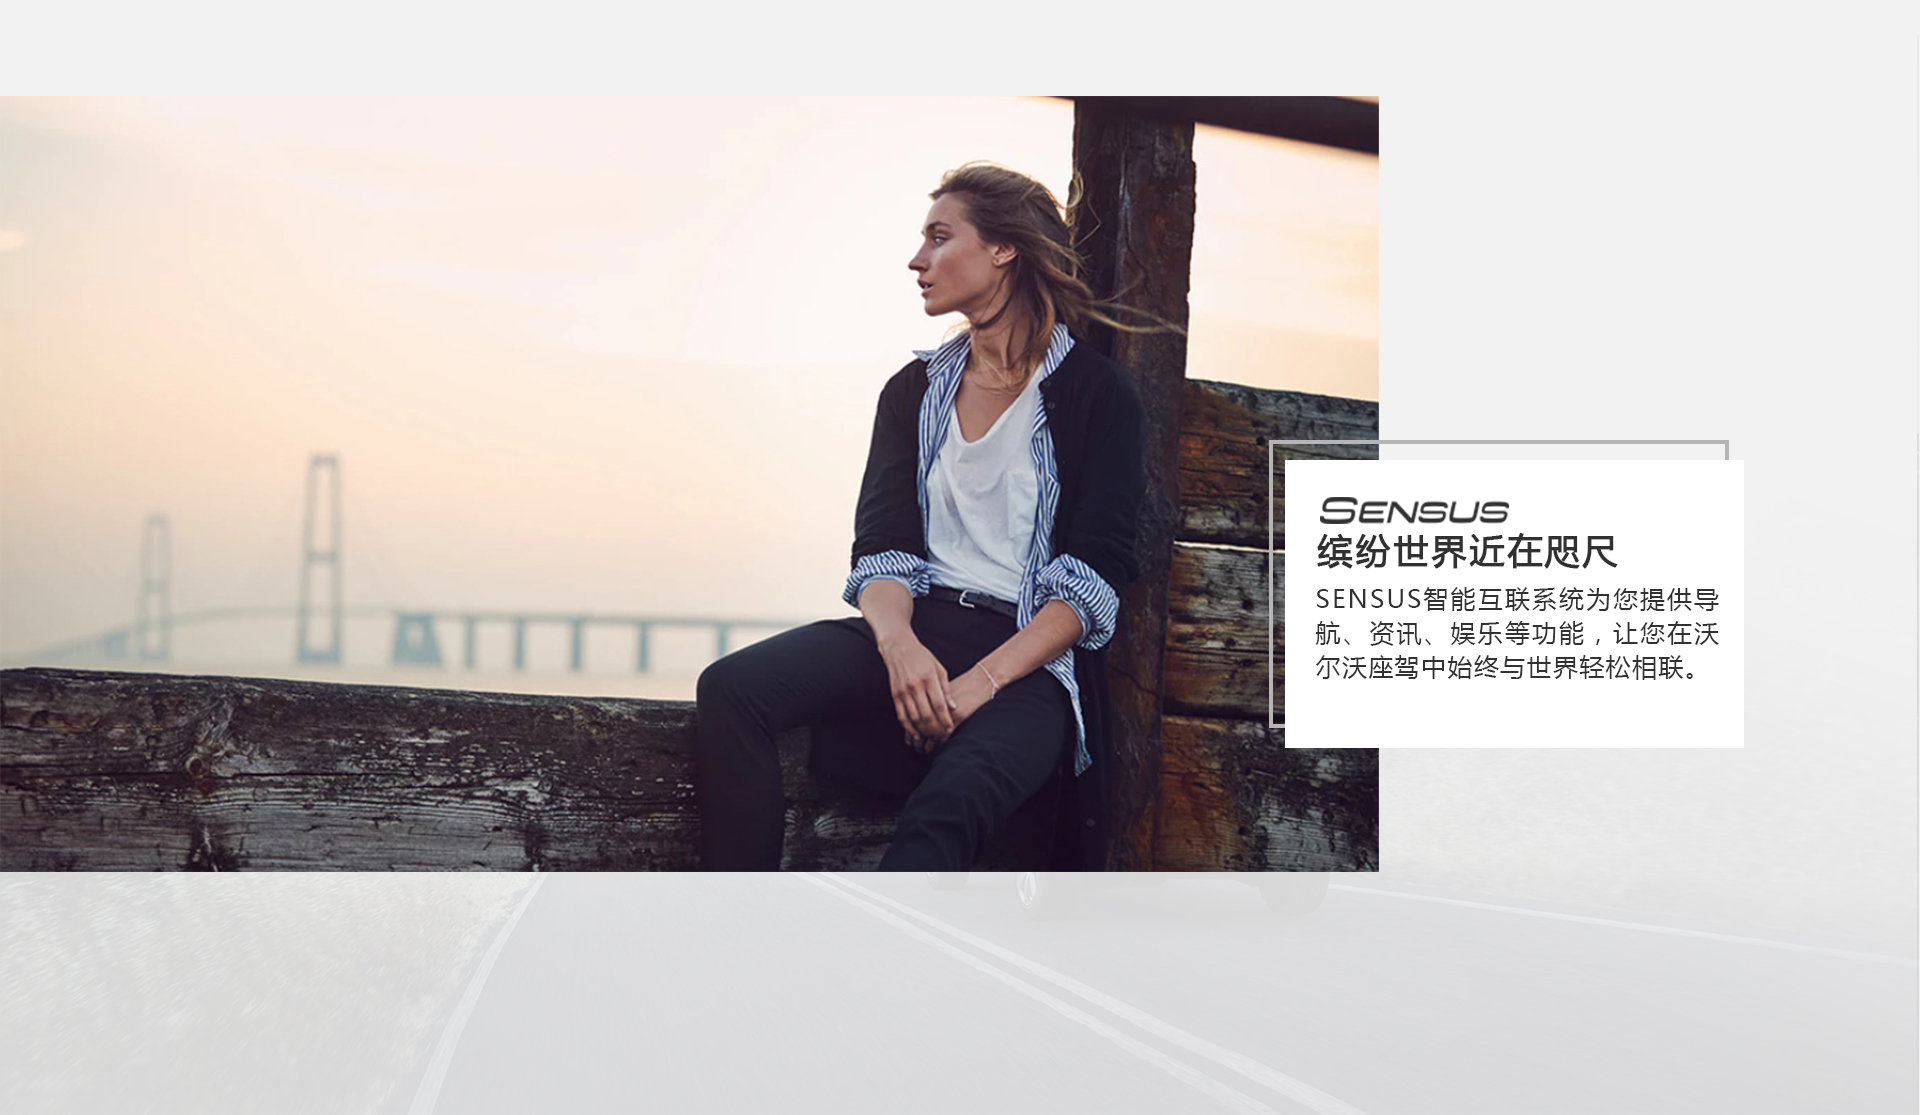 SENSUS
缤纷世界近在咫尺
SENSUS智能互联系统为您提供导
航、资讯、娱乐等功能，让您在沃
尔沃座驾中始终与世界轻松相联。